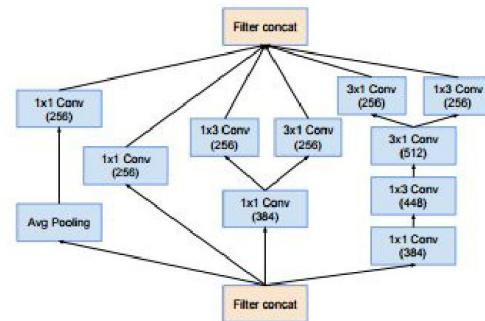 Filter concat
3x1 Conv
(256)
1x3 Conv
(256)
1x1 Conv
(256)
1x3 Conv
(256)
3x1 Conv
(256)
3x1 Conv
(512)
1x1 Conv
(256)
1x3 Conv
(448)
1x1 Conv
(384)
Avg Pooling
1x1 Conv
(384)
Filter concat